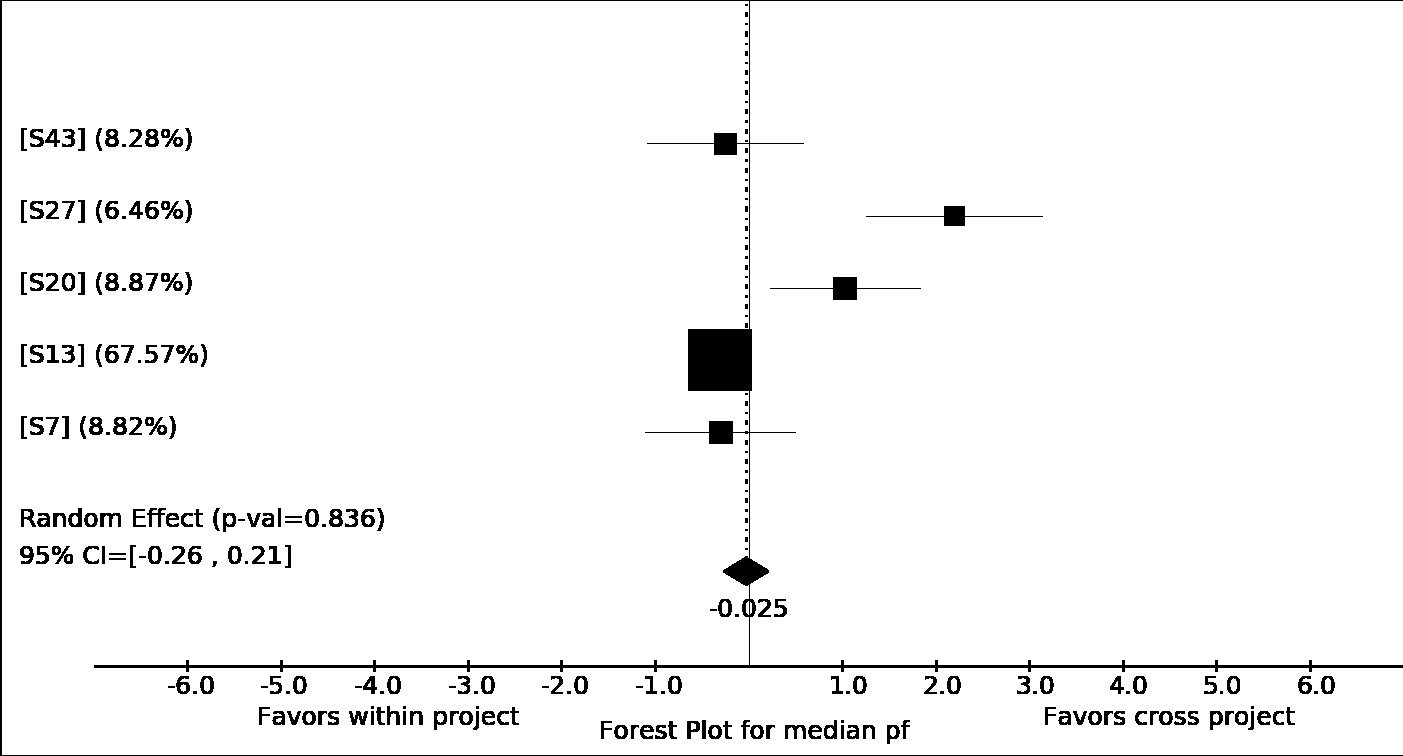 [S43] (8.28%)
[S27] (6.46%)
[S20] (8.87%)
[S13] (67.57%)
[S7] (8.82%)
Random Effect (p-val=0.836)
95% CI=[-0.26 , 0.21]
-0.025
-6.0 -5.0 -4.0 -3.0 -2.0 -1.0 1.0 2.0 3.0 4.0 5.0 6.0
Favors within project Favors cross project
Forest Plot for median pf